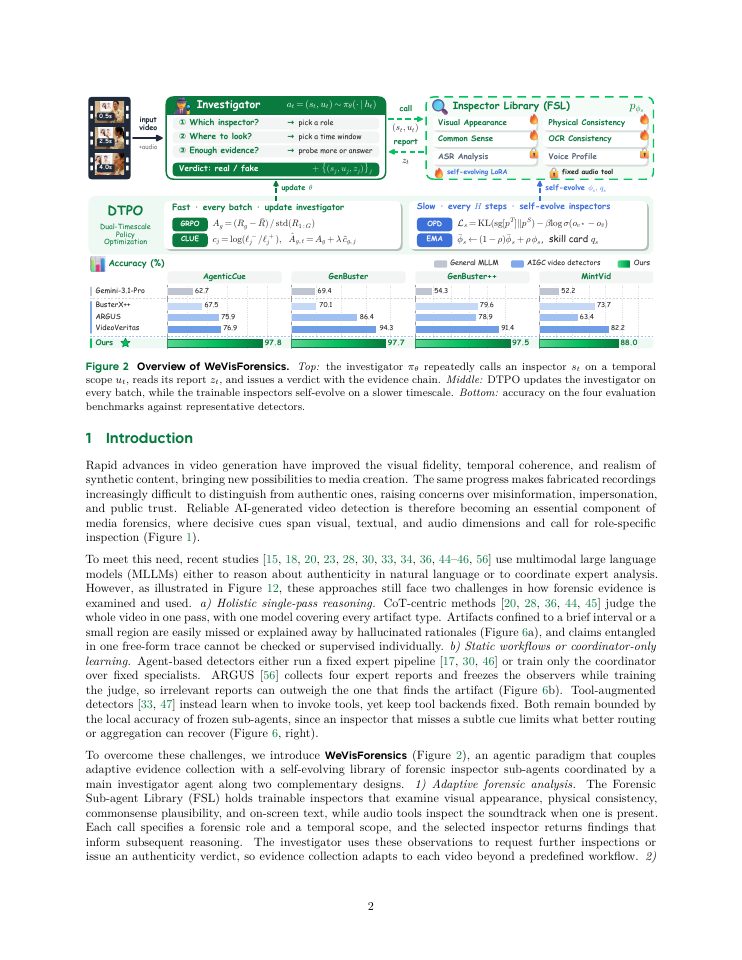 0.5s
2.5s
4.0s
input
video
+audio
Investigator
a_t = (s_t, u_t) ∼ π_θ(· | h_t)
① Which inspector? → pick a role
② Where to look? → pick a time window
③ Enough evidence? → probe more or answer
Verdict: real / fake + {(s_j, u_j, z_j)}_j
call
(s_t, u_t)
report
z_t
Inspector Library (FSL) p_ϕ_s
Visual Appearance Physical Consistency
Common Sense OCR Consistency
ASR Analysis Voice Profile
self-evolving LoRA fixed audio tool
update θ
self-evolve ϕ_s, q_s
DTPO
Dual-Timescale
Policy
Optimization
Fast · every batch · update investigator
GRPO A_g = (R_g − R̄) / std(R_{1:G})
CLUE c_j = log(ℓ_j^− / ℓ_j^+), Â_{g,t} = A_g + λ ĉ_{g,j}
Slow · every H steps · self-evolve inspectors
OPD
EMA ϕ̄_s ← (1 − ρ)ϕ̄_s + ρ ϕ_s, skill card q_s
Accuracy (%)
General MLLM AIGC video detectors Ours
AgenticCue GenBuster GenBuster++ MintVid
Gemini-3.1-Pro 62.7 69.4 54.3 52.2
BusterX++ 67.5 70.1 79.6 73.7
ARGUS 75.9 86.4 78.9 63.4
VideoVeritas 76.9 94.3 91.4 82.2
Ours 97.8 97.7 97.5 88.0
Figure 2 Overview of WeVisForensics. Top: the investigator π_θ repeatedly calls an inspector s_t on a temporal
scope u_t, reads its report z_t, and issues a verdict with the evidence chain. Middle: DTPO updates the investigator on
every batch, while the trainable inspectors self-evolve on a slower timescale. Bottom: accuracy on the four evaluation
benchmarks against representative detectors.
1 Introduction
Rapid advances in video generation have improved the visual fidelity, temporal coherence, and realism of
synthetic content, bringing new possibilities to media creation. The same progress makes fabricated recordings
increasingly difficult to distinguish from authentic ones, raising concerns over misinformation, impersonation,
and public trust. Reliable AI-generated video detection is therefore becoming an essential component of
media forensics, where decisive cues span visual, textual, and audio dimensions and call for role-specific
inspection (Figure 1).
To meet this need, recent studies [15, 18, 20, 23, 28, 30, 33, 34, 36, 44–46, 56] use multimodal large language
models (MLLMs) either to reason about authenticity in natural language or to coordinate expert analysis.
However, as illustrated in Figure 12, these approaches still face two challenges in how forensic evidence is
examined and used. a) Holistic single-pass reasoning. CoT-centric methods [20, 28, 36, 44, 45] judge the
whole video in one pass, with one model covering every artifact type. Artifacts confined to a brief interval or a
small region are easily missed or explained away by hallucinated rationales (Figure 6a), and claims entangled
in one free-form trace cannot be checked or supervised individually. b) Static workflows or coordinator-only
learning. Agent-based detectors either run a fixed expert pipeline [17, 30, 46] or train only the coordinator
over fixed specialists. ARGUS [56] collects four expert reports and freezes the observers while training
the judge, so irrelevant reports can outweigh the one that finds the artifact (Figure 6b). Tool-augmented
detectors [33, 47] instead learn when to invoke tools, yet keep tool backends fixed. Both remain bounded by
the local accuracy of frozen sub-agents, since an inspector that misses a subtle cue limits what better routing
or aggregation can recover (Figure 6, right).
To overcome these challenges, we introduce WeVisForensics (Figure 2), an agentic paradigm that couples
adaptive evidence collection with a self-evolving library of forensic inspector sub-agents coordinated by a
main investigator agent along two complementary designs. 1) Adaptive forensic analysis. The Forensic
Sub-agent Library (FSL) holds trainable inspectors that examine visual appearance, physical consistency,
commonsense plausibility, and on-screen text, while audio tools inspect the soundtrack when one is present.
Each call specifies a forensic role and a temporal scope, and the selected inspector returns findings that
inform subsequent reasoning. The investigator uses these observations to request further inspections or
issue an authenticity verdict, so evidence collection adapts to each video beyond a predefined workflow. 2)
2